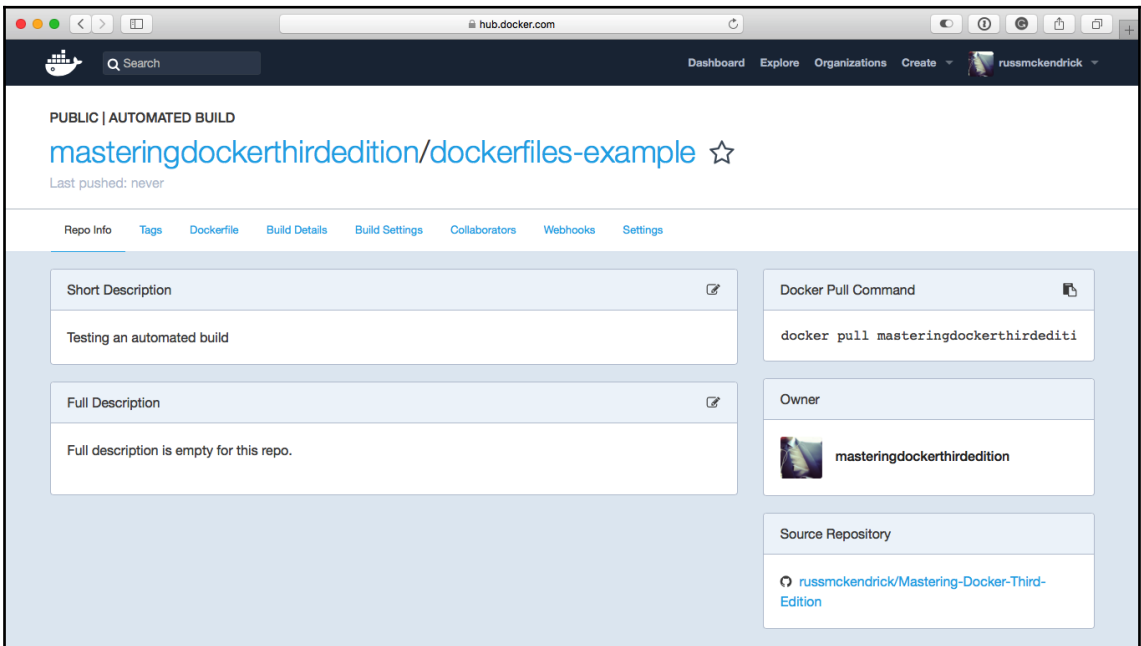 hub.docker.com
Search
Dashboard Explore Organizations Create russmckendrick
PUBLIC | AUTOMATED BUILD
masteringdockerthirdedition/dockerfiles-example
Last pushed: never
Repo Info Tags Dockerfile Build Details Build Settings Collaborators Webhooks Settings
Short Description
Testing an automated build
Full Description
Full description is empty for this repo.
Docker Pull Command
docker pull masteringdockerthirdediti
Owner
masteringdockerthirdedition
Source Repository
russmckendrick/Mastering-Docker-Third-
Edition